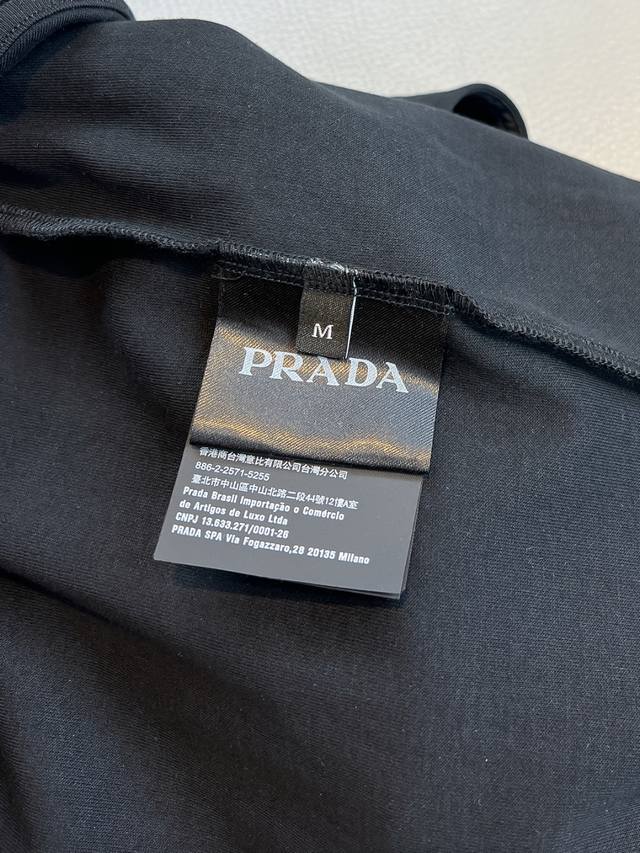 M
PRADA
香港商台灣意比有限公司台灣分公司
886-2-2571-5255
臺北市中山區中山北路二段44號12樓A室
Prada Brasil Importação o Comércio
de Artigos de Luxo Ltda
CNPJ 13.633.271/0001-26
PRADA SPA Via Fogazzaro,28 20135 Milano